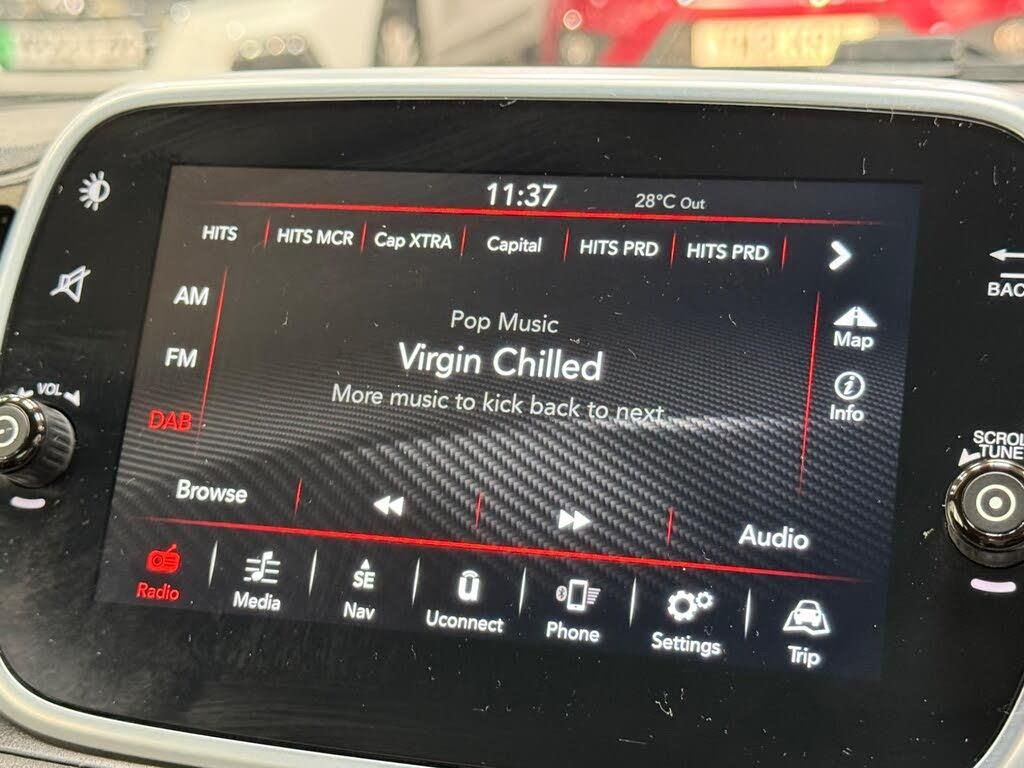 11:37
28°C Out
HITS
HITS MCR
Cap XTRA
Capital
HITS PRD
HITS PRD
AM
FM
DAB
Pop Music
Virgin Chilled
More music to kick back to next
Map
Info
BAC
VOL
SCROL
TUNE
Browse
Audio
Radio
Media
SE
Nav
Uconnect
Phone
Settings
Trip